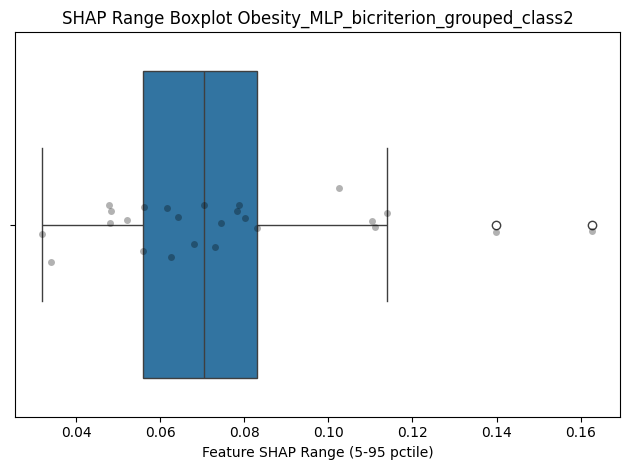 SHAP Range Boxplot Obesity_MLP_bicriterion_grouped_class2
0.04 0.06 0.08 0.10 0.12 0.14 0.16
Feature SHAP Range (5-95 pctile)